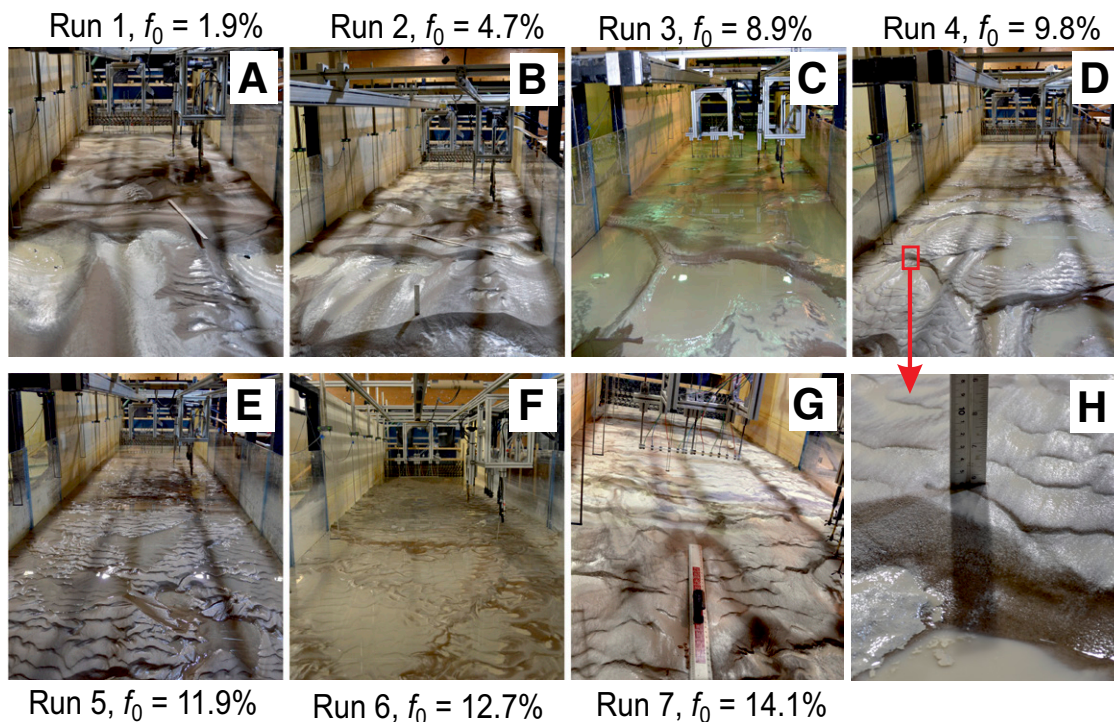 Run 1, f₀ = 1.9%
Run 2, f₀ = 4.7%
Run 3, f₀ = 8.9%
Run 4, f₀ = 9.8%
A
B
C
D
E
F
G
H
Run 5, f₀ = 11.9%
Run 6, f₀ = 12.7%
Run 7, f₀ = 14.1%